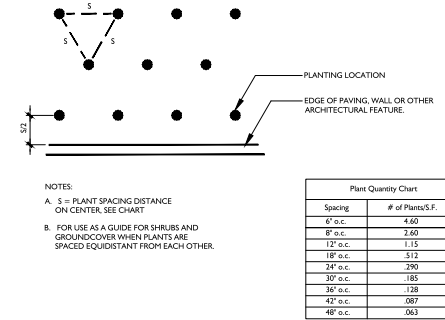 S
S
S
PLANTING LOCATION
EDGE OF PAVING, WALL OR OTHER
ARCHITECTURAL FEATURE.
S/2
NOTES:
A. S = PLANT SPACING DISTANCE
ON CENTER, SEE CHART
B. FOR USE AS A GUIDE FOR SHRUBS AND
GROUNDCOVER WHEN PLANTS ARE
SPACED EQUIDISTANT FROM EACH OTHER.
Plant Quantity Chart
Spacing # of Plants/S.F.
6" o.c. 4.60
8" o.c. 2.60
12" o.c. 1.15
18" o.c. .512
24" o.c. .290
30" o.c. .185
36" o.c. .128
42" o.c. .087
48" o.c. .063